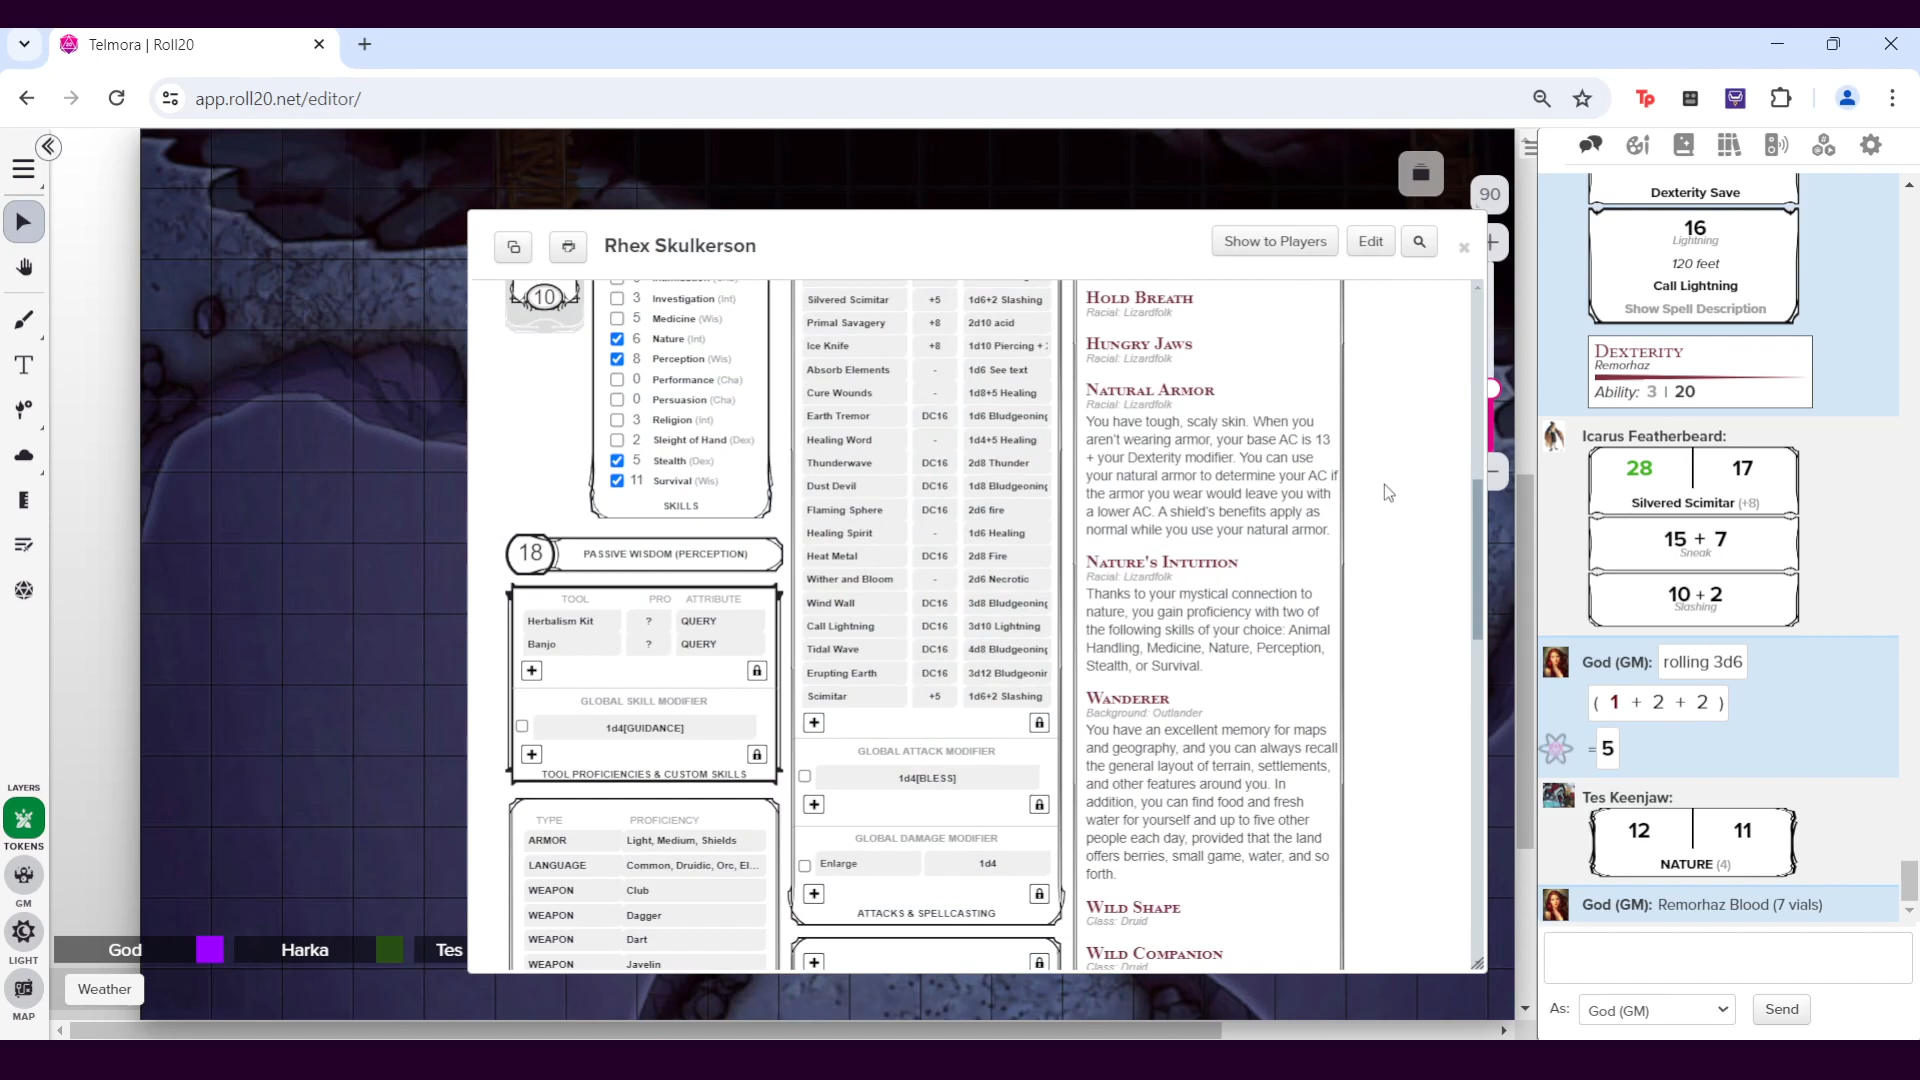 Telmora | Roll20
app.roll20.net/editor/
90
Rhex Skulkerson
Show to Players
Edit
10
3 Investigation (Int)
5 Medicine (Wis)
6 Nature (Int)
8 Perception (Wis)
0 Performance (Cha)
0 Persuasion (Cha)
3 Religion (Int)
2 Sleight of Hand (Dex)
5 Stealth (Dex)
11 Survival (Wis)
SKILLS
18 PASSIVE WISDOM (PERCEPTION)
TOOL PRO ATTRIBUTE
Herbalism Kit ? QUERY
Banjo ? QUERY
GLOBAL SKILL MODIFIER
1d4[GUIDANCE]
TOOL PROFICIENCIES & CUSTOM SKILLS
TYPE PROFICIENCY
ARMOR Light, Medium, Shields
LANGUAGE Common, Druidic, Orc, El...
WEAPON Club
WEAPON Dagger
WEAPON Dart
WEAPON Javelin
Silvered Scimitar +5 1d6+2 Slashing
Primal Savagery +8 2d10 acid
Ice Knife +8 1d10 Piercing +
Absorb Elements - 1d6 See text
Cure Wounds - 1d8+5 Healing
Earth Tremor DC16 1d6 Bludgeoning
Healing Word - 1d4+5 Healing
Thunderwave DC16 2d8 Thunder
Dust Devil DC16 1d8 Bludgeoning
Flaming Sphere DC16 2d6 fire
Healing Spirit - 1d6 Healing
Heat Metal DC16 2d8 Fire
Wither and Bloom - 2d6 Necrotic
Wind Wall DC16 3d8 Bludgeoning
Call Lightning DC16 3d10 Lightning
Tidal Wave DC16 4d8 Bludgeoning
Erupting Earth DC16 3d12 Bludgeonir
Scimitar +5 1d6+2 Slashing
GLOBAL ATTACK MODIFIER
1d4[BLESS]
GLOBAL DAMAGE MODIFIER
Enlarge 1d4
ATTACKS & SPELLCASTING
HOLD BREATH
Racial: Lizardfolk
HUNGRY JAWS
Racial: Lizardfolk
NATURAL ARMOR
Racial: Lizardfolk
You have tough, scaly skin. When you
aren't wearing armor, your base AC is 13
+ your Dexterity modifier. You can use
your natural armor to determine your AC if
the armor you wear would leave you with
a lower AC. A shield's benefits apply as
normal while you use your natural armor.
NATURE'S INTUITION
Racial: Lizardfolk
Thanks to your mystical connection to
nature, you gain proficiency with two of
the following skills of your choice: Animal
Handling, Medicine, Nature, Perception,
Stealth, or Survival.
WANDERER
Background: Outlander
You have an excellent memory for maps
and geography, and you can always recall
the general layout of terrain, settlements,
and other features around you. In
addition, you can find food and fresh
water for yourself and up to five other
people each day, provided that the land
offers berries, small game, water, and so
forth.
WILD SHAPE
Class: Druid
WILD COMPANION
Class: Druid
LAYERS
TOKENS
GM
LIGHT
MAP
God
Harka
Tes
Weather
Dexterity Save
16
Lightning
120 feet
Call Lightning
Show Spell Description
DEXTERITY
Remorhaz
Ability: 3 | 20
Icarus Featherbeard:
28 17
Silvered Scimitar (+8)
15 + 7
Sneak
10 + 2
Slashing
God (GM): rolling 3d6
( 1 + 2 + 2 )
= 5
Tes Keenjaw:
12 11
NATURE (4)
God (GM): Remorhaz Blood (7 vials)
As: God (GM) Send